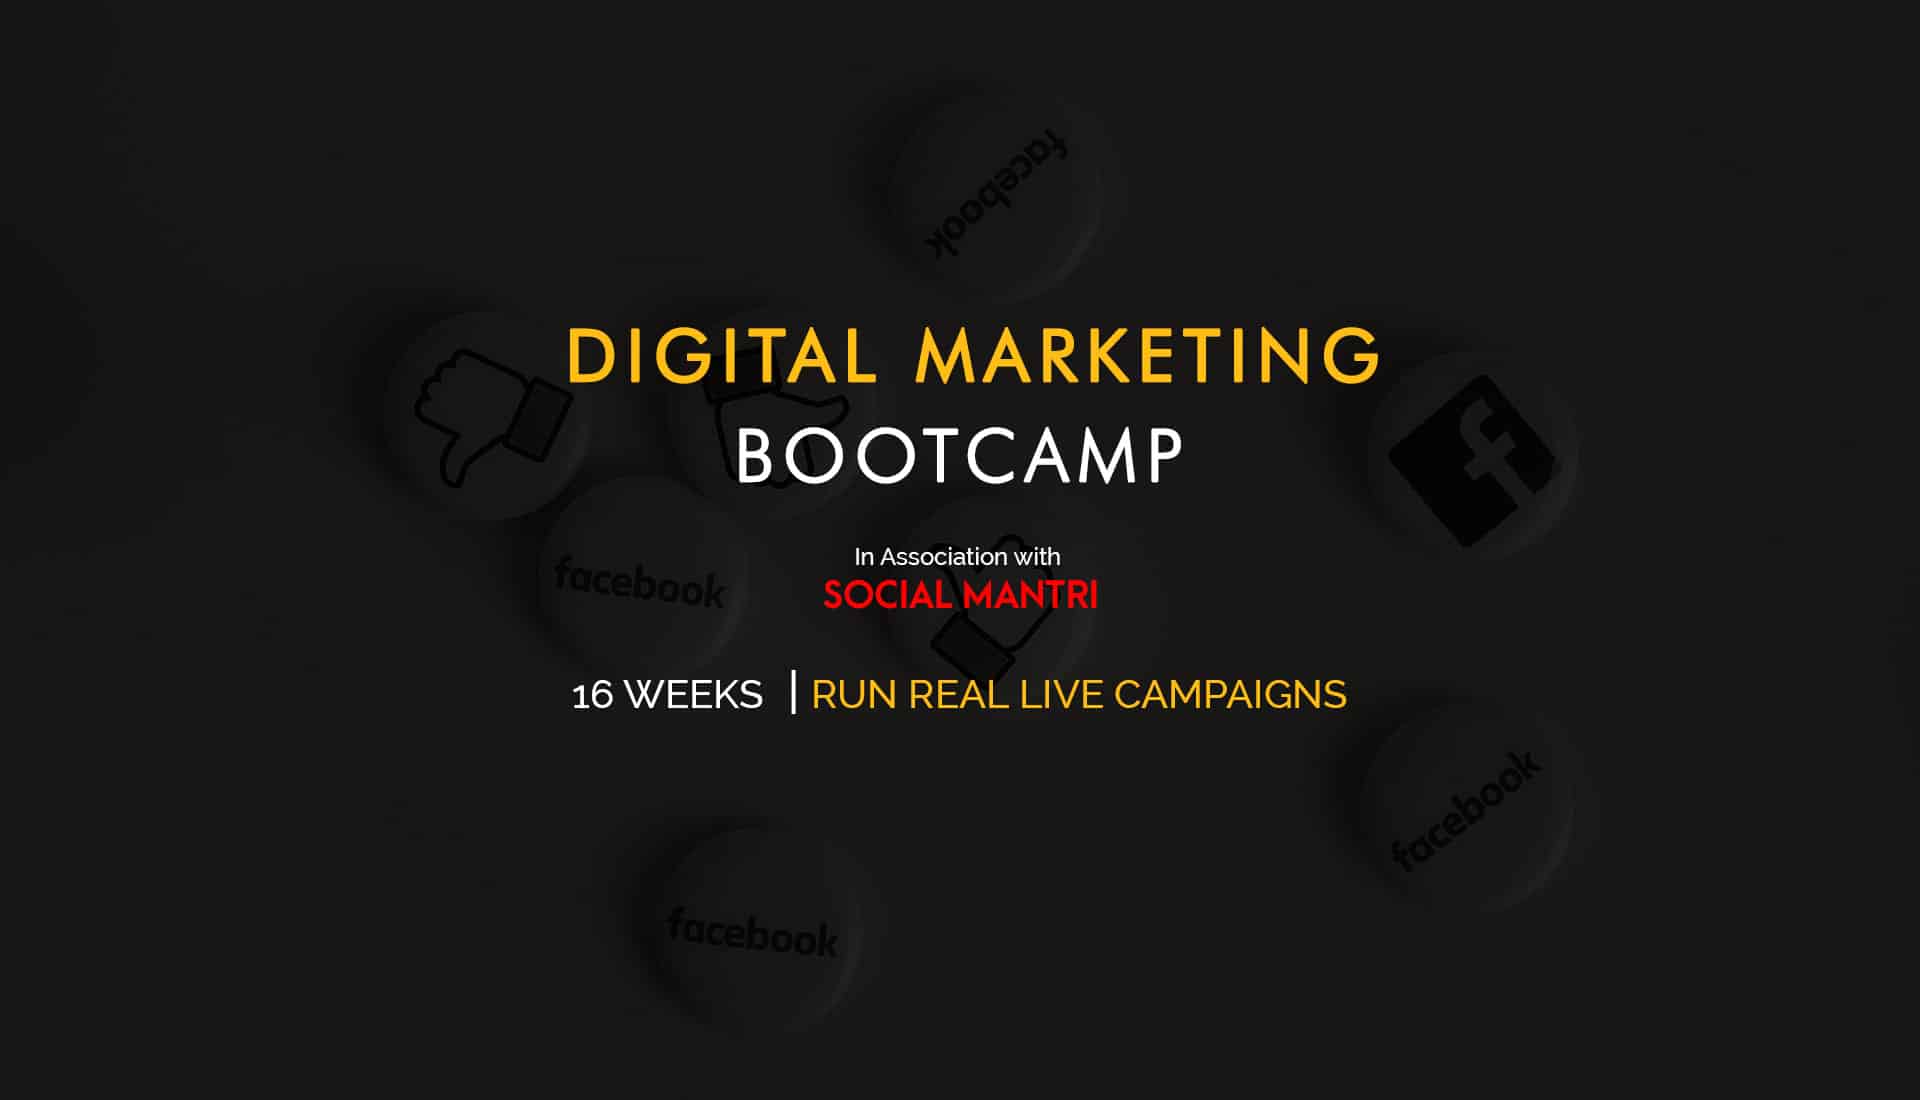 facebook
DIGITAL MARKETING
BOOTCAMP
In Association with
SOCIAL MANTRI
facebook
16 WEEKS | RUN REAL LIVE CAMPAIGNS
facebook
facebook